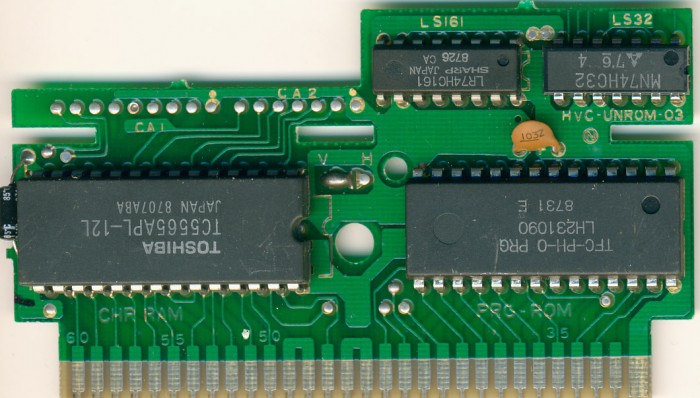 LS161
LS32
LR74HC161
SHARP JAPAN
8726 CA
MN74HC32
76 4
CA2
CA1
HVC-UNROM-03
103Z
V H
TOSHIBA
TC5565APL-12L
JAPAN 8707ABA
TFC-PH-0 PRG
LH231090
8731 E
CHR RAM
PRG-ROM
60 55 50 35